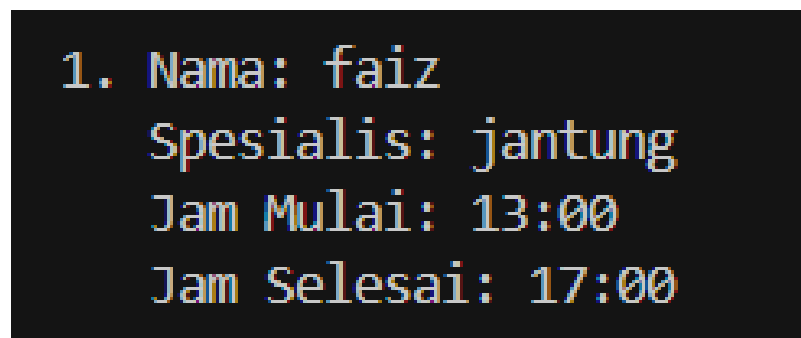 1. Nama: faiz
Spesialis: jantung
Jam Mulai: 13:00
Jam Selesai: 17:00